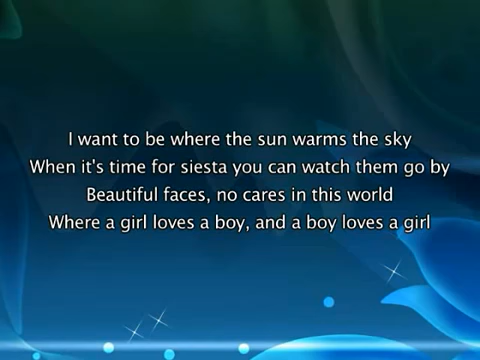 I want to be where the sun warms the sky
When it's time for siesta you can watch them go by
Beautiful faces, no cares in this world
Where a girl loves a boy, and a boy loves a girl